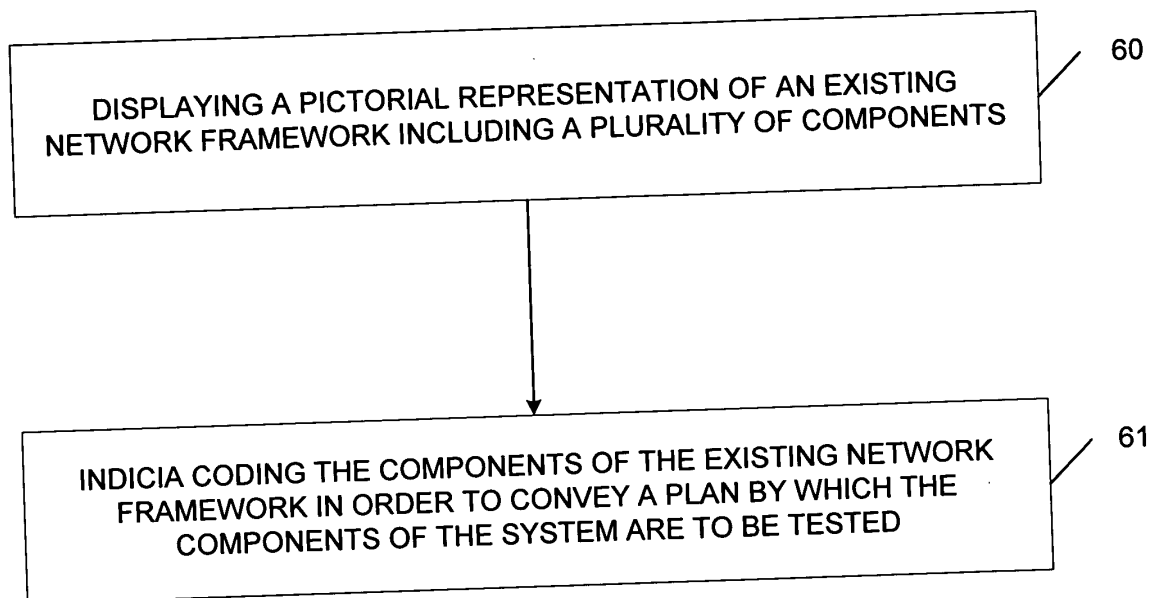 DISPLAYING A PICTORIAL REPRESENTATION OF AN EXISTING
NETWORK FRAMEWORK INCLUDING A PLURALITY OF COMPONENTS
60
INDICIA CODING THE COMPONENTS OF THE EXISTING NETWORK
FRAMEWORK IN ORDER TO CONVEY A PLAN BY WHICH THE
COMPONENTS OF THE SYSTEM ARE TO BE TESTED
61